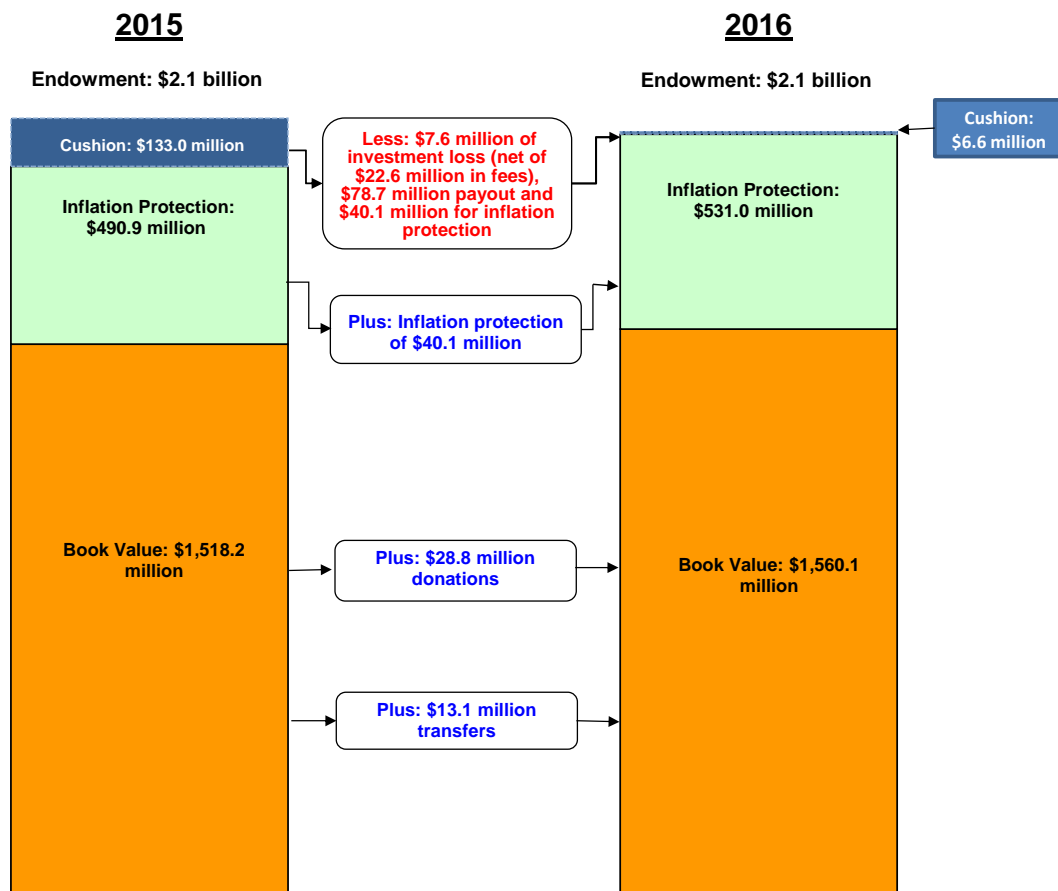 2015
Endowment: $2.1 billion
Cushion: $133.0 million
Inflation Protection:
$490.9 million
Book Value: $1,518.2
million
Less: $7.6 million of
investment loss (net of
$22.6 million in fees),
$78.7 million payout and
$40.1 million for inflation
protection
Plus: Inflation protection
of $40.1 million
Plus: $28.8 million
donations
Plus: $13.1 million
transfers
2016
Endowment: $2.1 billion
Cushion:
$6.6 million
Inflation Protection:
$531.0 million
Book Value: $1,560.1
million